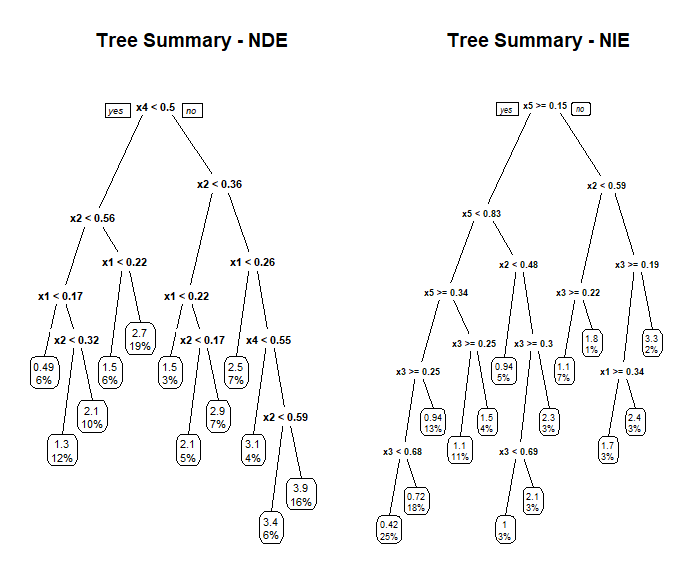 Tree Summary - NDE
yes
x4 < 0.5
no
x2 < 0.36
x2 < 0.56
x1 < 0.22
x1 < 0.26
x1 < 0.17
x1 < 0.22
x2 < 0.32
2.7
19%
x2 < 0.17
x4 < 0.55
0.49
6%
1.5
6%
1.5
3%
2.5
7%
2.1
10%
2.9
7%
x2 < 0.59
1.3
12%
2.1
5%
3.1
4%
3.9
16%
3.4
6%
Tree Summary - NIE
yes
x5 >= 0.15
no
x2 < 0.59
x5 < 0.83
x2 < 0.48
x3 >= 0.19
x5 >= 0.34
x3 >= 0.22
x3 >= 0.25
x3 >= 0.3
1.8
1%
3.3
2%
x3 >= 0.25
0.94
5%
1.1
7%
x1 >= 0.34
0.94
13%
1.5
4%
2.3
3%
2.4
3%
x3 < 0.68
1.1
11%
x3 < 0.69
1.7
3%
0.72
18%
2.1
3%
0.42
25%
1
3%